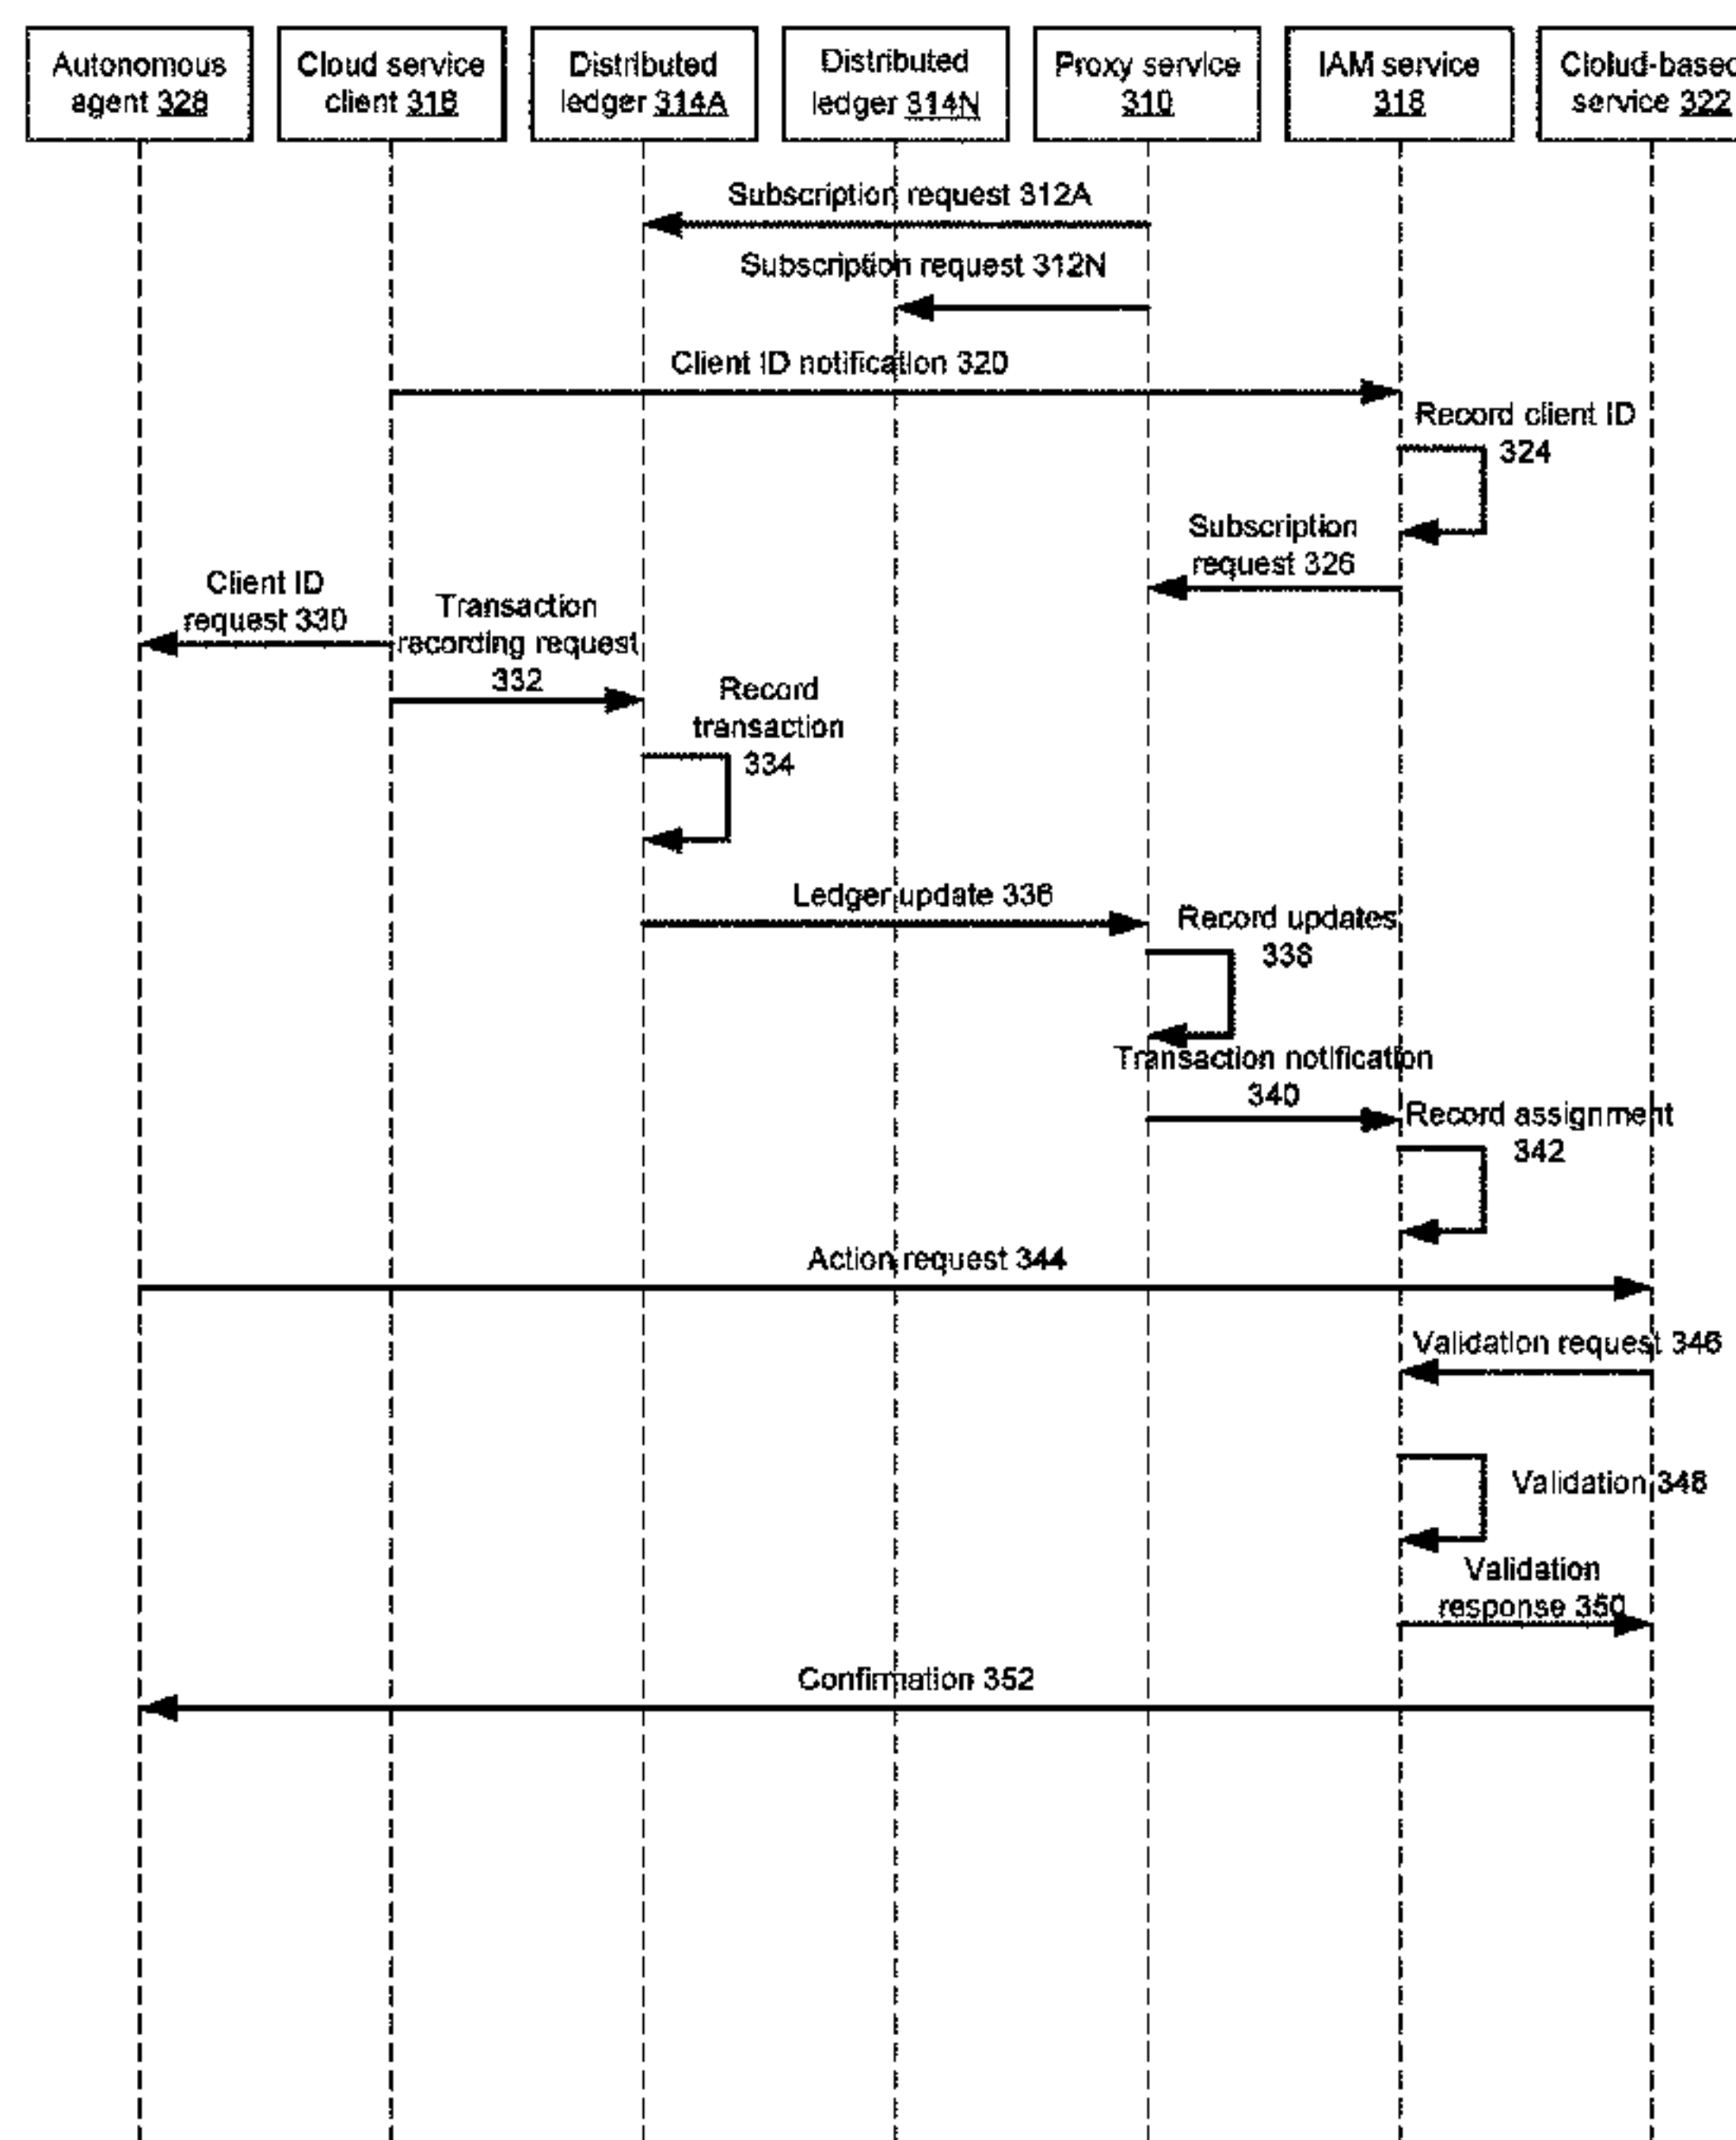 Autonomous
agent 328
Cloud service
client 316
Distributed
ledger 314A
Distributed
ledger 314N
Proxy service
310
IAM service
318
Clolud-based
service 322
Subscription request 312A
Subscription request 312N
Client ID notification 320
Record client ID
324
Subscription
request 326
Client ID
request 330
Transaction
recording request
332
Record
transaction
334
Ledger update 336
Record updates
338
Transaction notification
340
Record assignment
342
Action request 344
Validation request 346
Validation 348
Validation
response 350
Confirmation 352